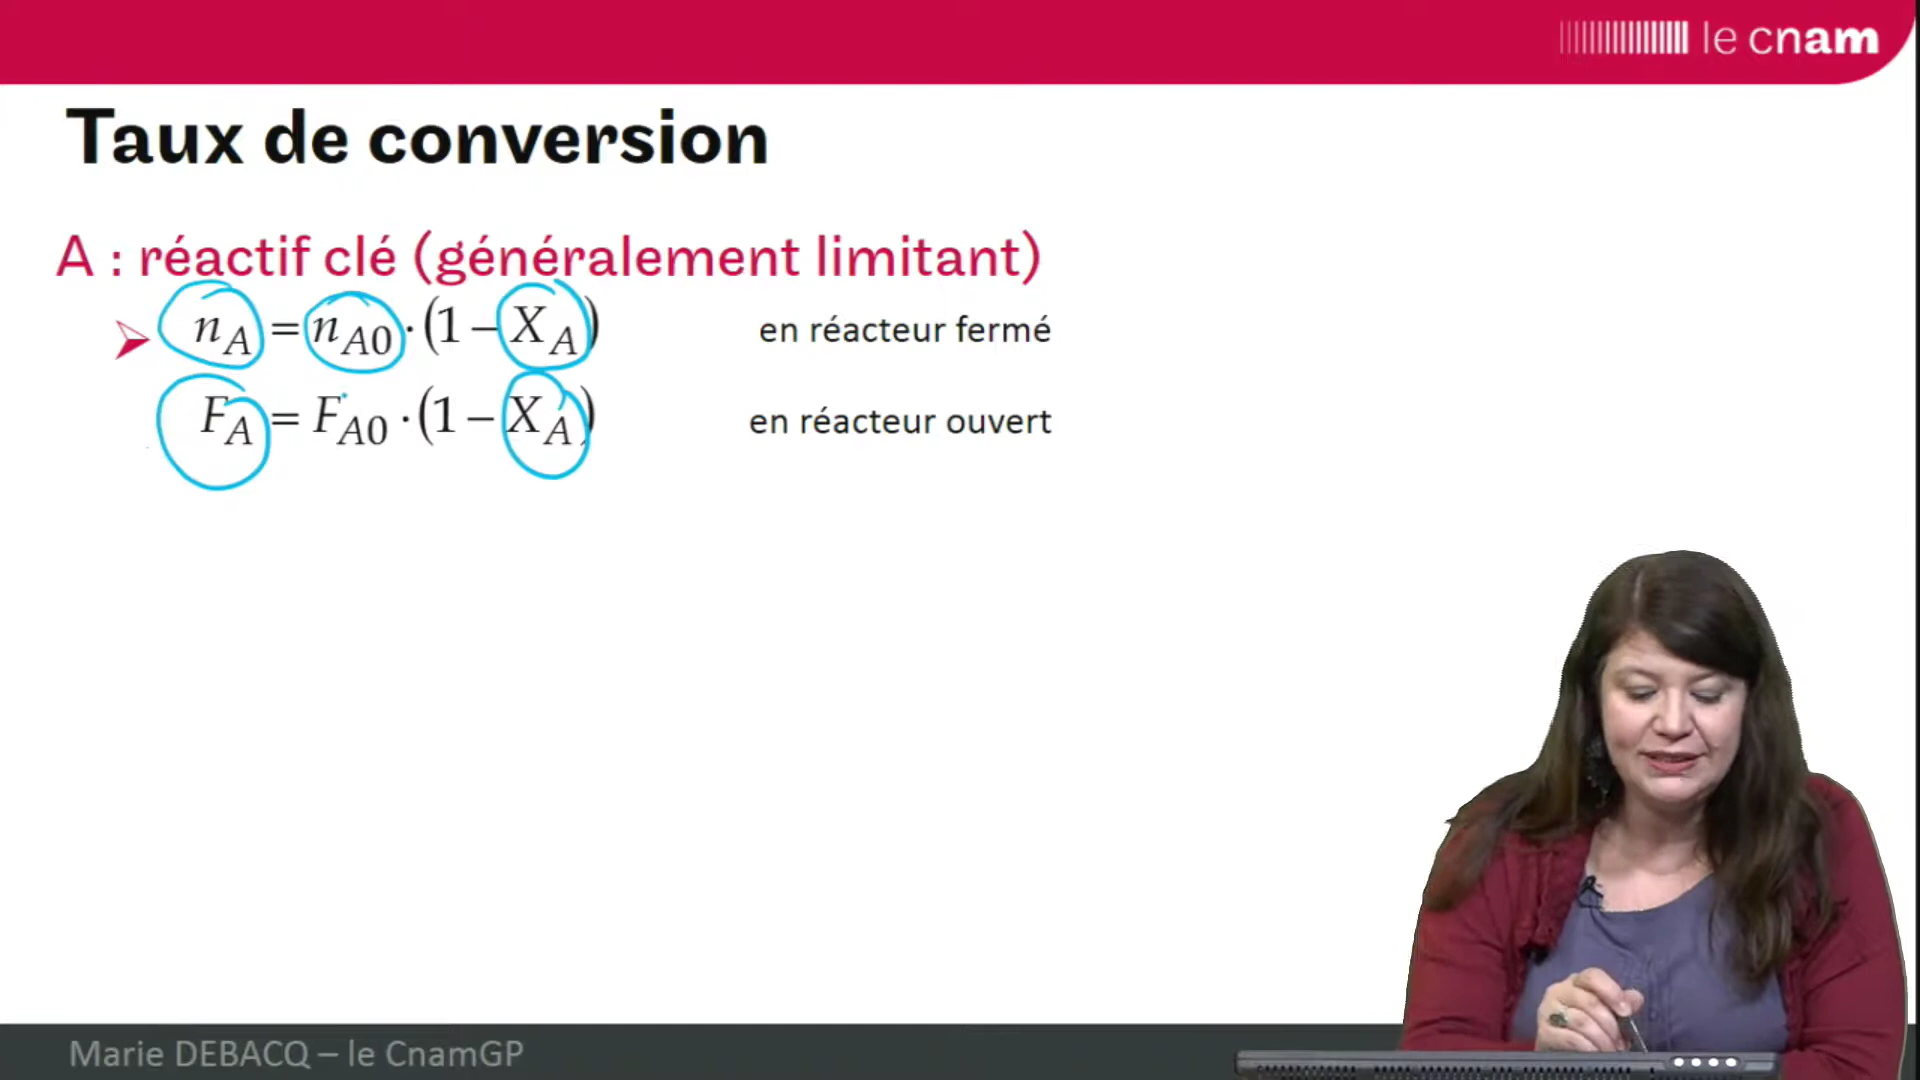 le cnam
Taux de conversion
A : réactif clé (généralement limitant)
n_A = n_A0 · (1 – X_A) en réacteur fermé
F_A = F_A0 · (1 – X_A) en réacteur ouvert
Marie DEBACQ – le CnamGP